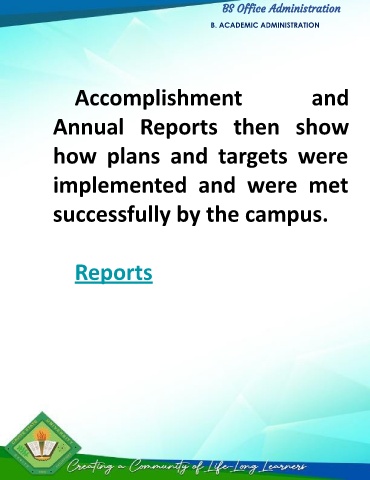 BS Office Administration
B. ACADEMIC ADMINISTRATION
Accomplishment and
Annual Reports then show
how plans and targets were
implemented and were met
successfully by the campus.
Reports
Creating a Community of Life-Long Learners